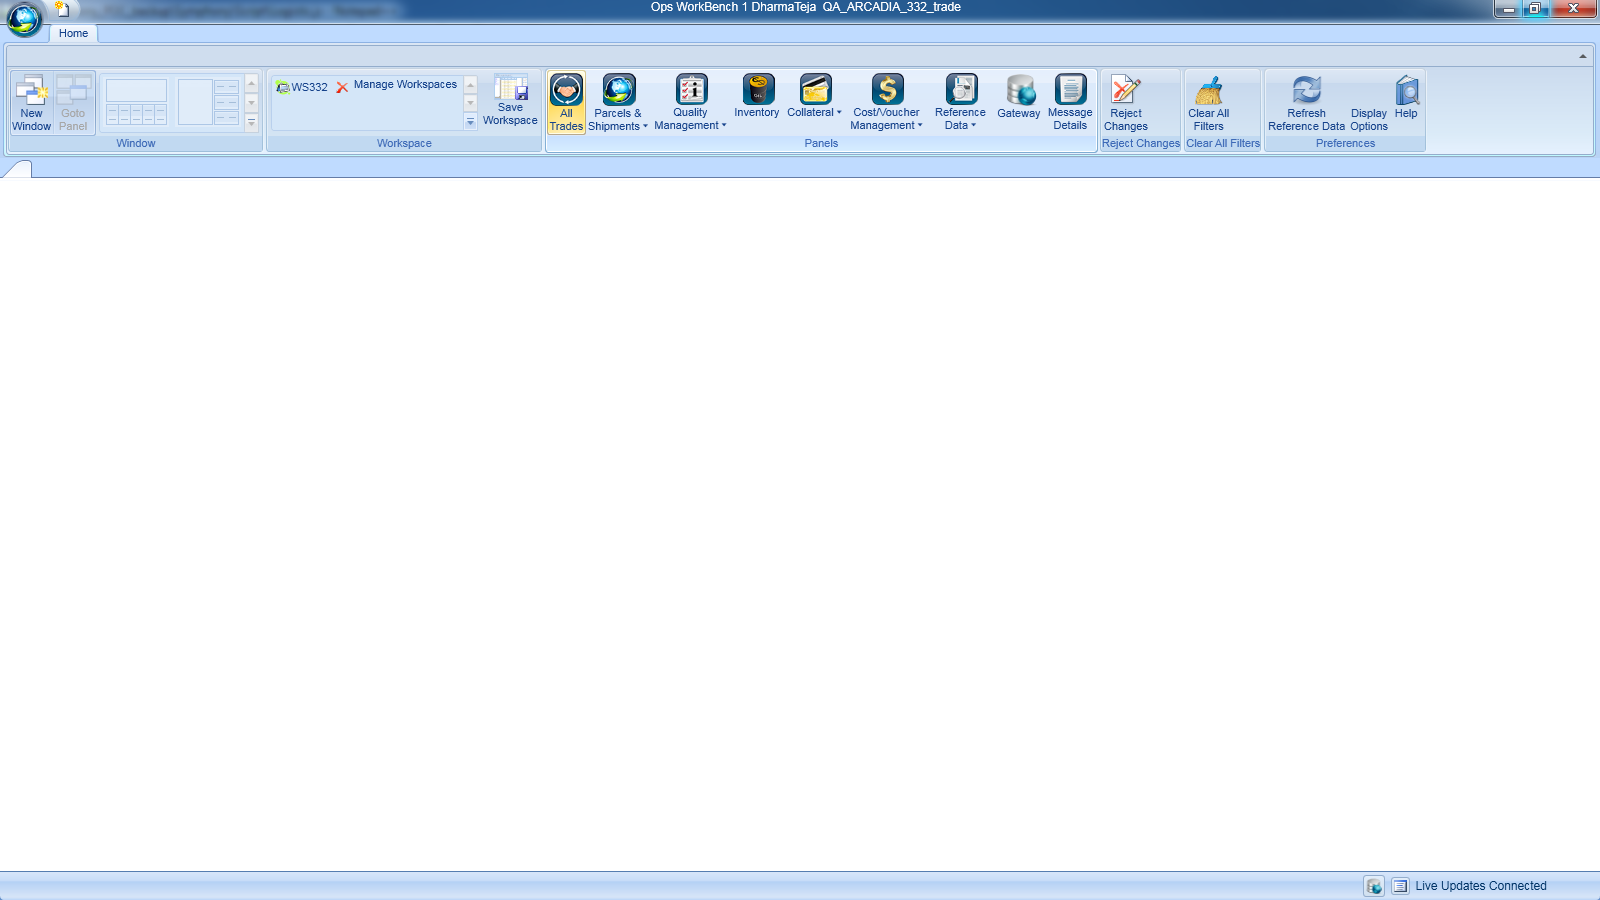 Ops WorkBench 1 DharmaTeja  QA_ARCADIA_332_trade
Home
New Window
Goto Panel
Window
WS332
Manage Workspaces
Save Workspace
Workspace
All Trades
Parcels & Shipments
Quality Management
Inventory
Collateral
Cost/Voucher Management
Reference Data
Gateway
Message Details
Panels
Reject Changes
Reject Changes
Clear All Filters
Clear All Filters
Refresh Reference Data
Display Options
Help
Preferences
Live Updates Connected